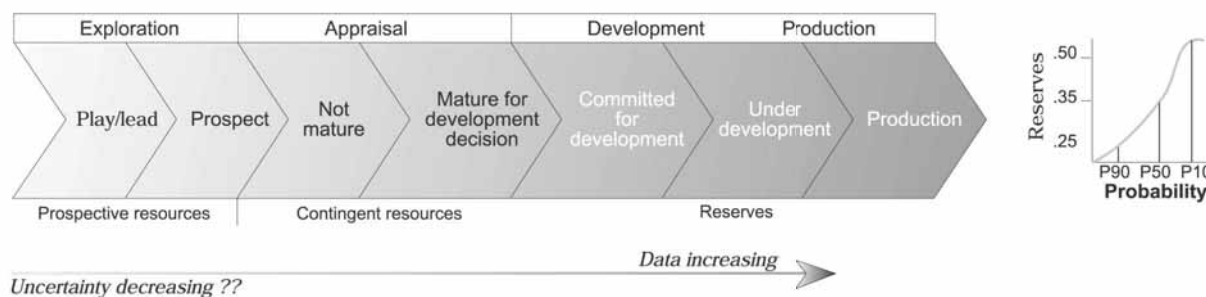 Exploration
Appraisal
Development
Production
Play/lead
Prospect
Not
mature
Mature for
development
decision
Committed
for
development
Under
development
Production
Prospective resources
Contingent resources
Reserves
Data increasing
Uncertainty decreasing ??
Reserves
.50
.35
.25
P90 P50 P10
Probability